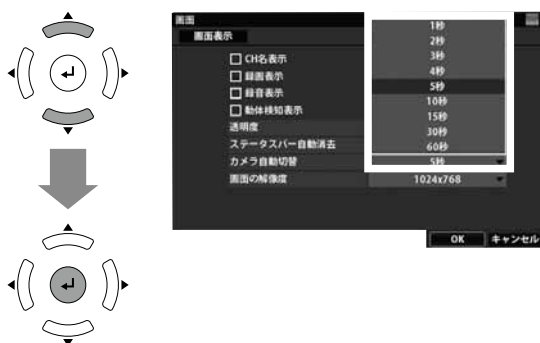 画面
画面表示
CH名表示
録画表示
録音表示
動体検知表示
透明度
ステータスバー自動消去
カメラ自動切替 5秒
画面の解像度 1024x768
1秒
2秒
3秒
4秒
5秒
10秒
15秒
30秒
60秒
OK キャンセル